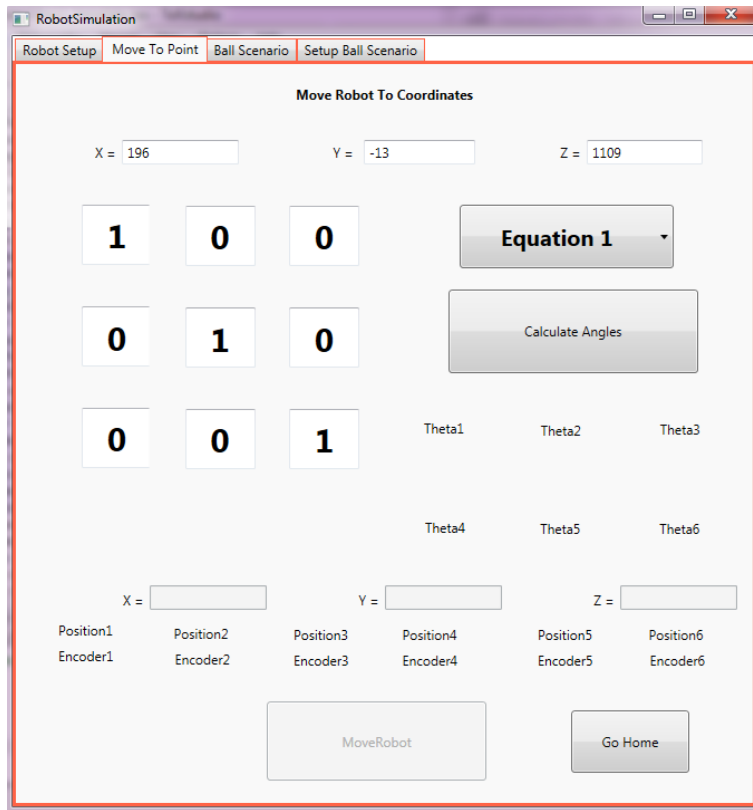 RobotSimulation
Robot Setup Move To Point Ball Scenario Setup Ball Scenario
Move Robot To Coordinates
X = 196 Y = -13 Z = 1109
1 0 0 Equation 1
0 1 0 Calculate Angles
0 0 1 Theta1 Theta2 Theta3
Theta4 Theta5 Theta6
X = Y = Z =
Position1 Position2 Position3 Position4 Position5 Position6
Encoder1 Encoder2 Encoder3 Encoder4 Encoder5 Encoder6
MoveRobot Go Home